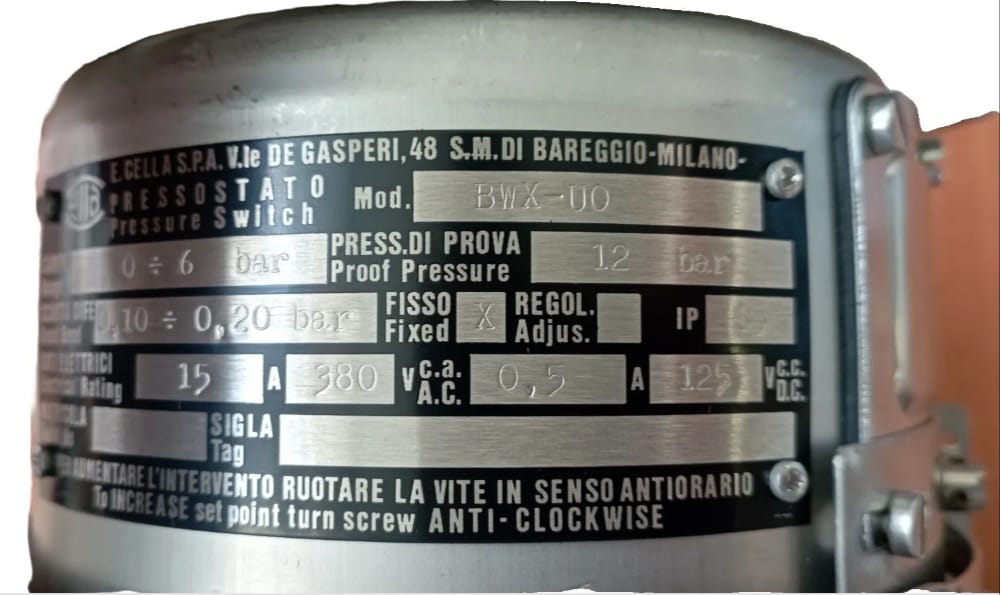 E.CELLA S.P.A. V.le DE GASPERI,48 S.M.DI BAREGGIO-MILANO-
PRESSOSTATO
Pressure Switch
Mod. BWX-UO
0 ÷ 6 bar
PRESS.DI PROVA
Proof Pressure
12 bar
0,10 ÷ 0,20 bar
FISSO
Fixed
X
REGOL.
Adjus.
IP
ELETTRICI
Rating
15 A 380 V c.a. A.C. 0,5 A 125 V c.c. D.C.
SIGLA
Tag
PER AUMENTARE L'INTERVENTO RUOTARE LA VITE IN SENSO ANTIORARIO
To INCREASE set point turn screw ANTI-CLOCKWISE